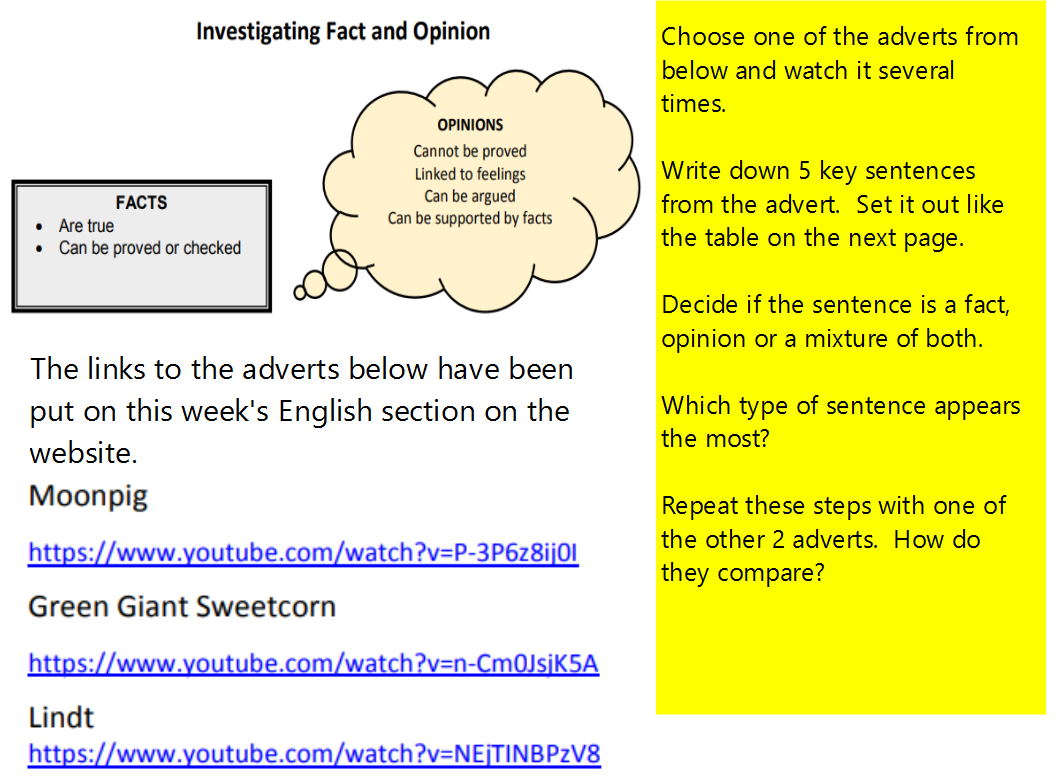 Investigating Fact and Opinion
OPINIONS
Cannot be proved
Linked to feelings
Can be argued
Can be supported by facts
FACTS
• Are true
• Can be proved or checked
The links to the adverts below have been
put on this week's English section on the
website.
Moonpig
https://www.youtube.com/watch?v=P-3P6z8ij0I
Green Giant Sweetcorn
https://www.youtube.com/watch?v=n-Cm0JsjK5A
Lindt
https://www.youtube.com/watch?v=NEjTINBPzV8
Choose one of the adverts from
below and watch it several
times.
Write down 5 key sentences
from the advert.  Set it out like
the table on the next page.
Decide if the sentence is a fact,
opinion or a mixture of both.
Which type of sentence appears
the most?
Repeat these steps with one of
the other 2 adverts.  How do
they compare?